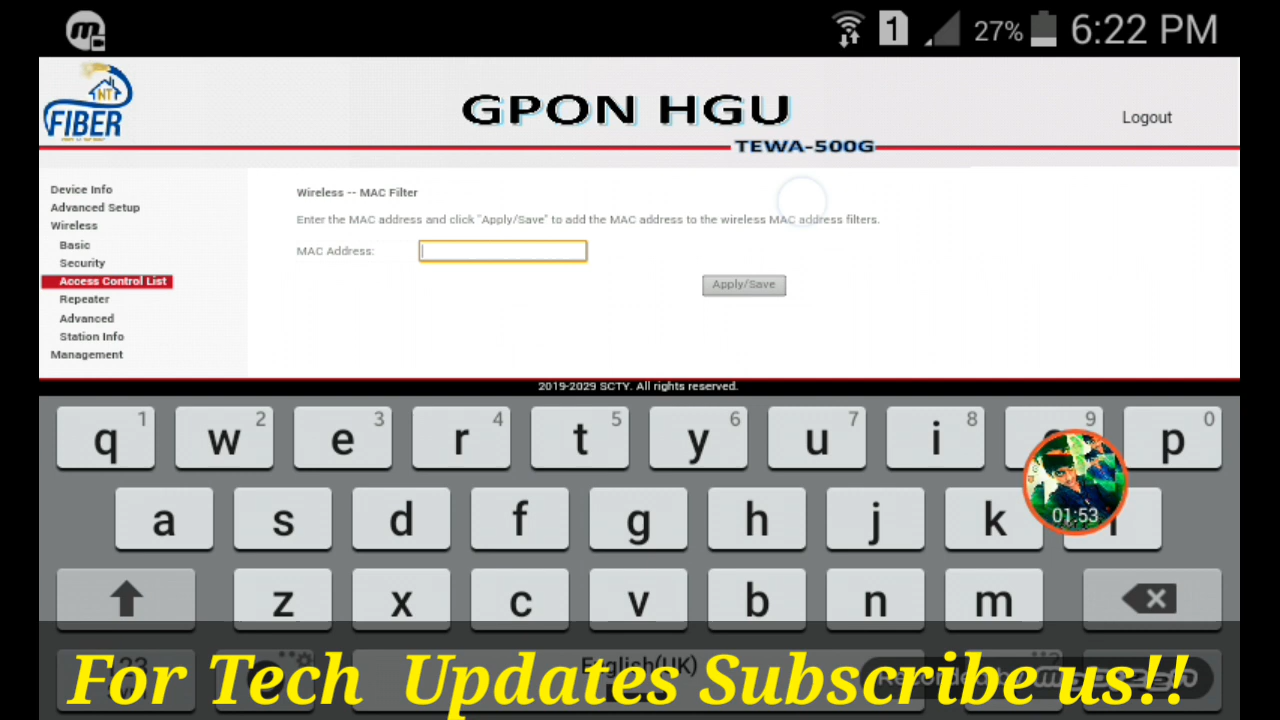 1 27% 6:22 PM
NT
FIBER
GPON HGU
TEWA-500G
Logout
Device Info
Advanced Setup
Wireless
Basic
Security
Access Control List
Repeater
Advanced
Station Info
Management
Wireless -- MAC Filter
Enter the MAC address and click "Apply/Save" to add the MAC address to the wireless MAC address filters.
MAC Address:
Apply/Save
2019-2029 SCTY. All rights reserved.
q 1 w 2 e 3 r 4 t 5 y 6 u 7 i 8 9 p 0
a s d f g h j k
01:53
z x c v b n m
English(UK)
For Tech Updates Subscribe us!!